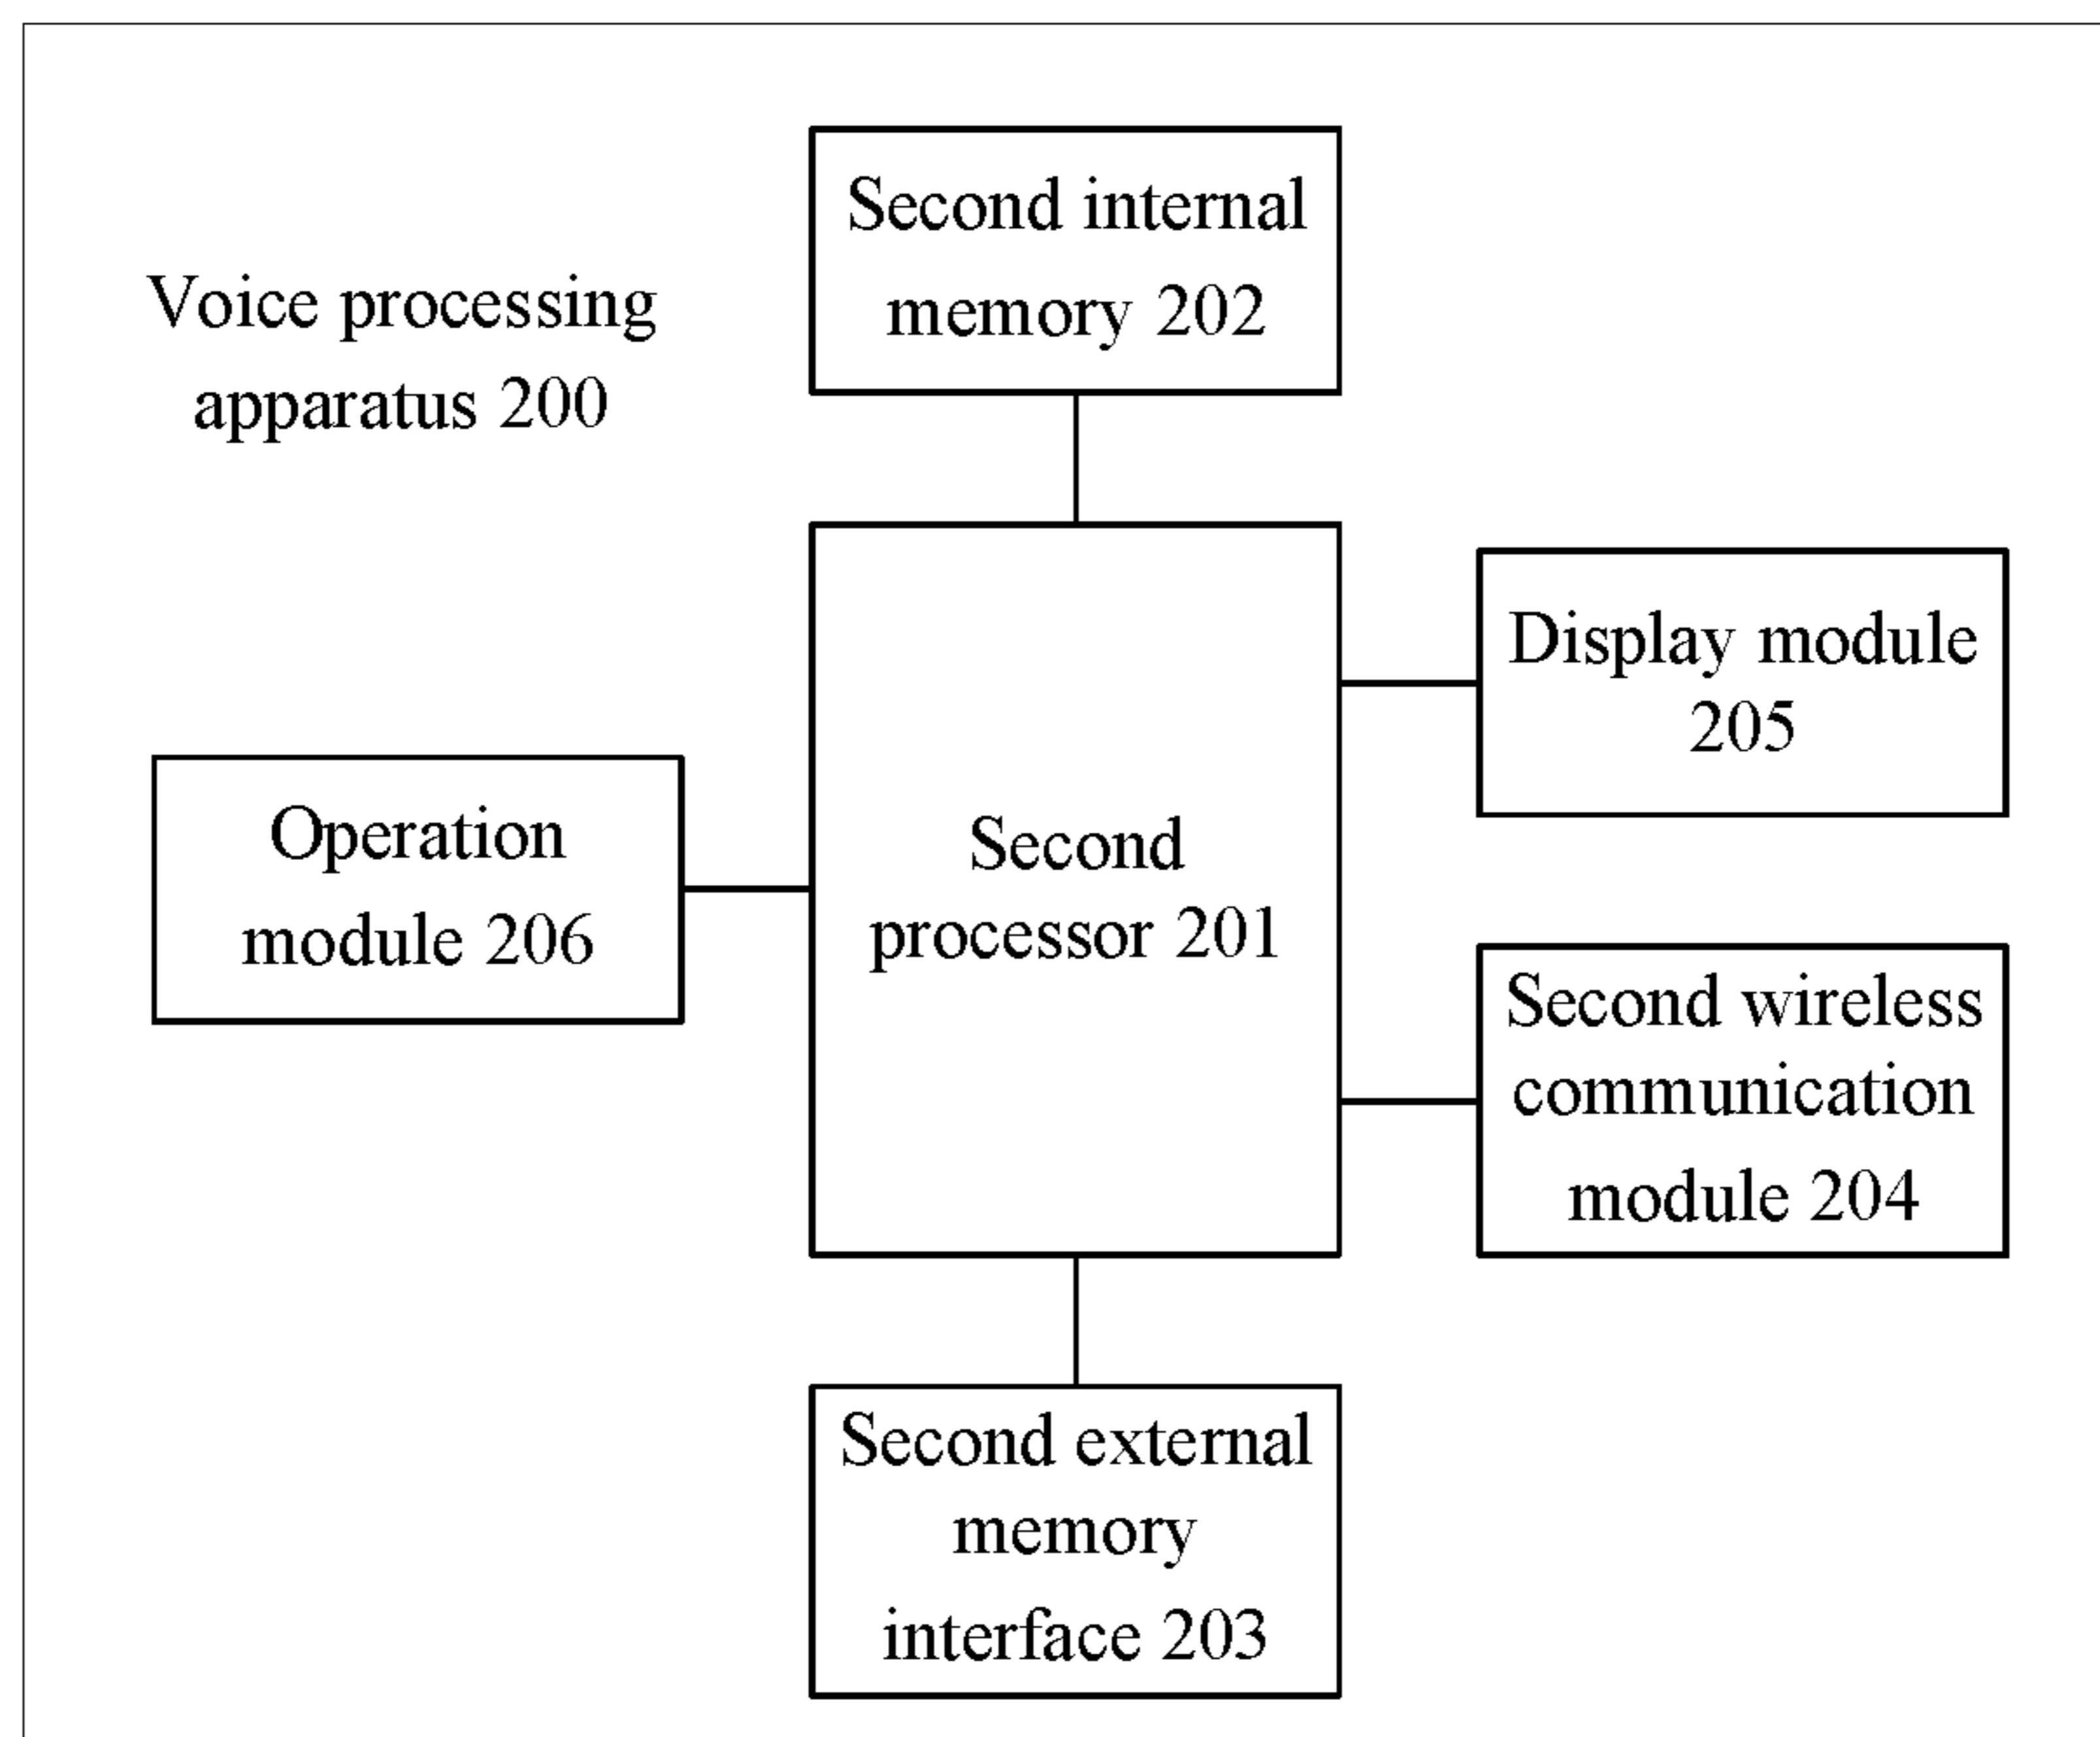 Second internal
memory 202
Voice processing
apparatus 200
Display module
205
Operation
module 206
Second
processor 201
Second wireless
communication
module 204
Second external
memory
interface 203